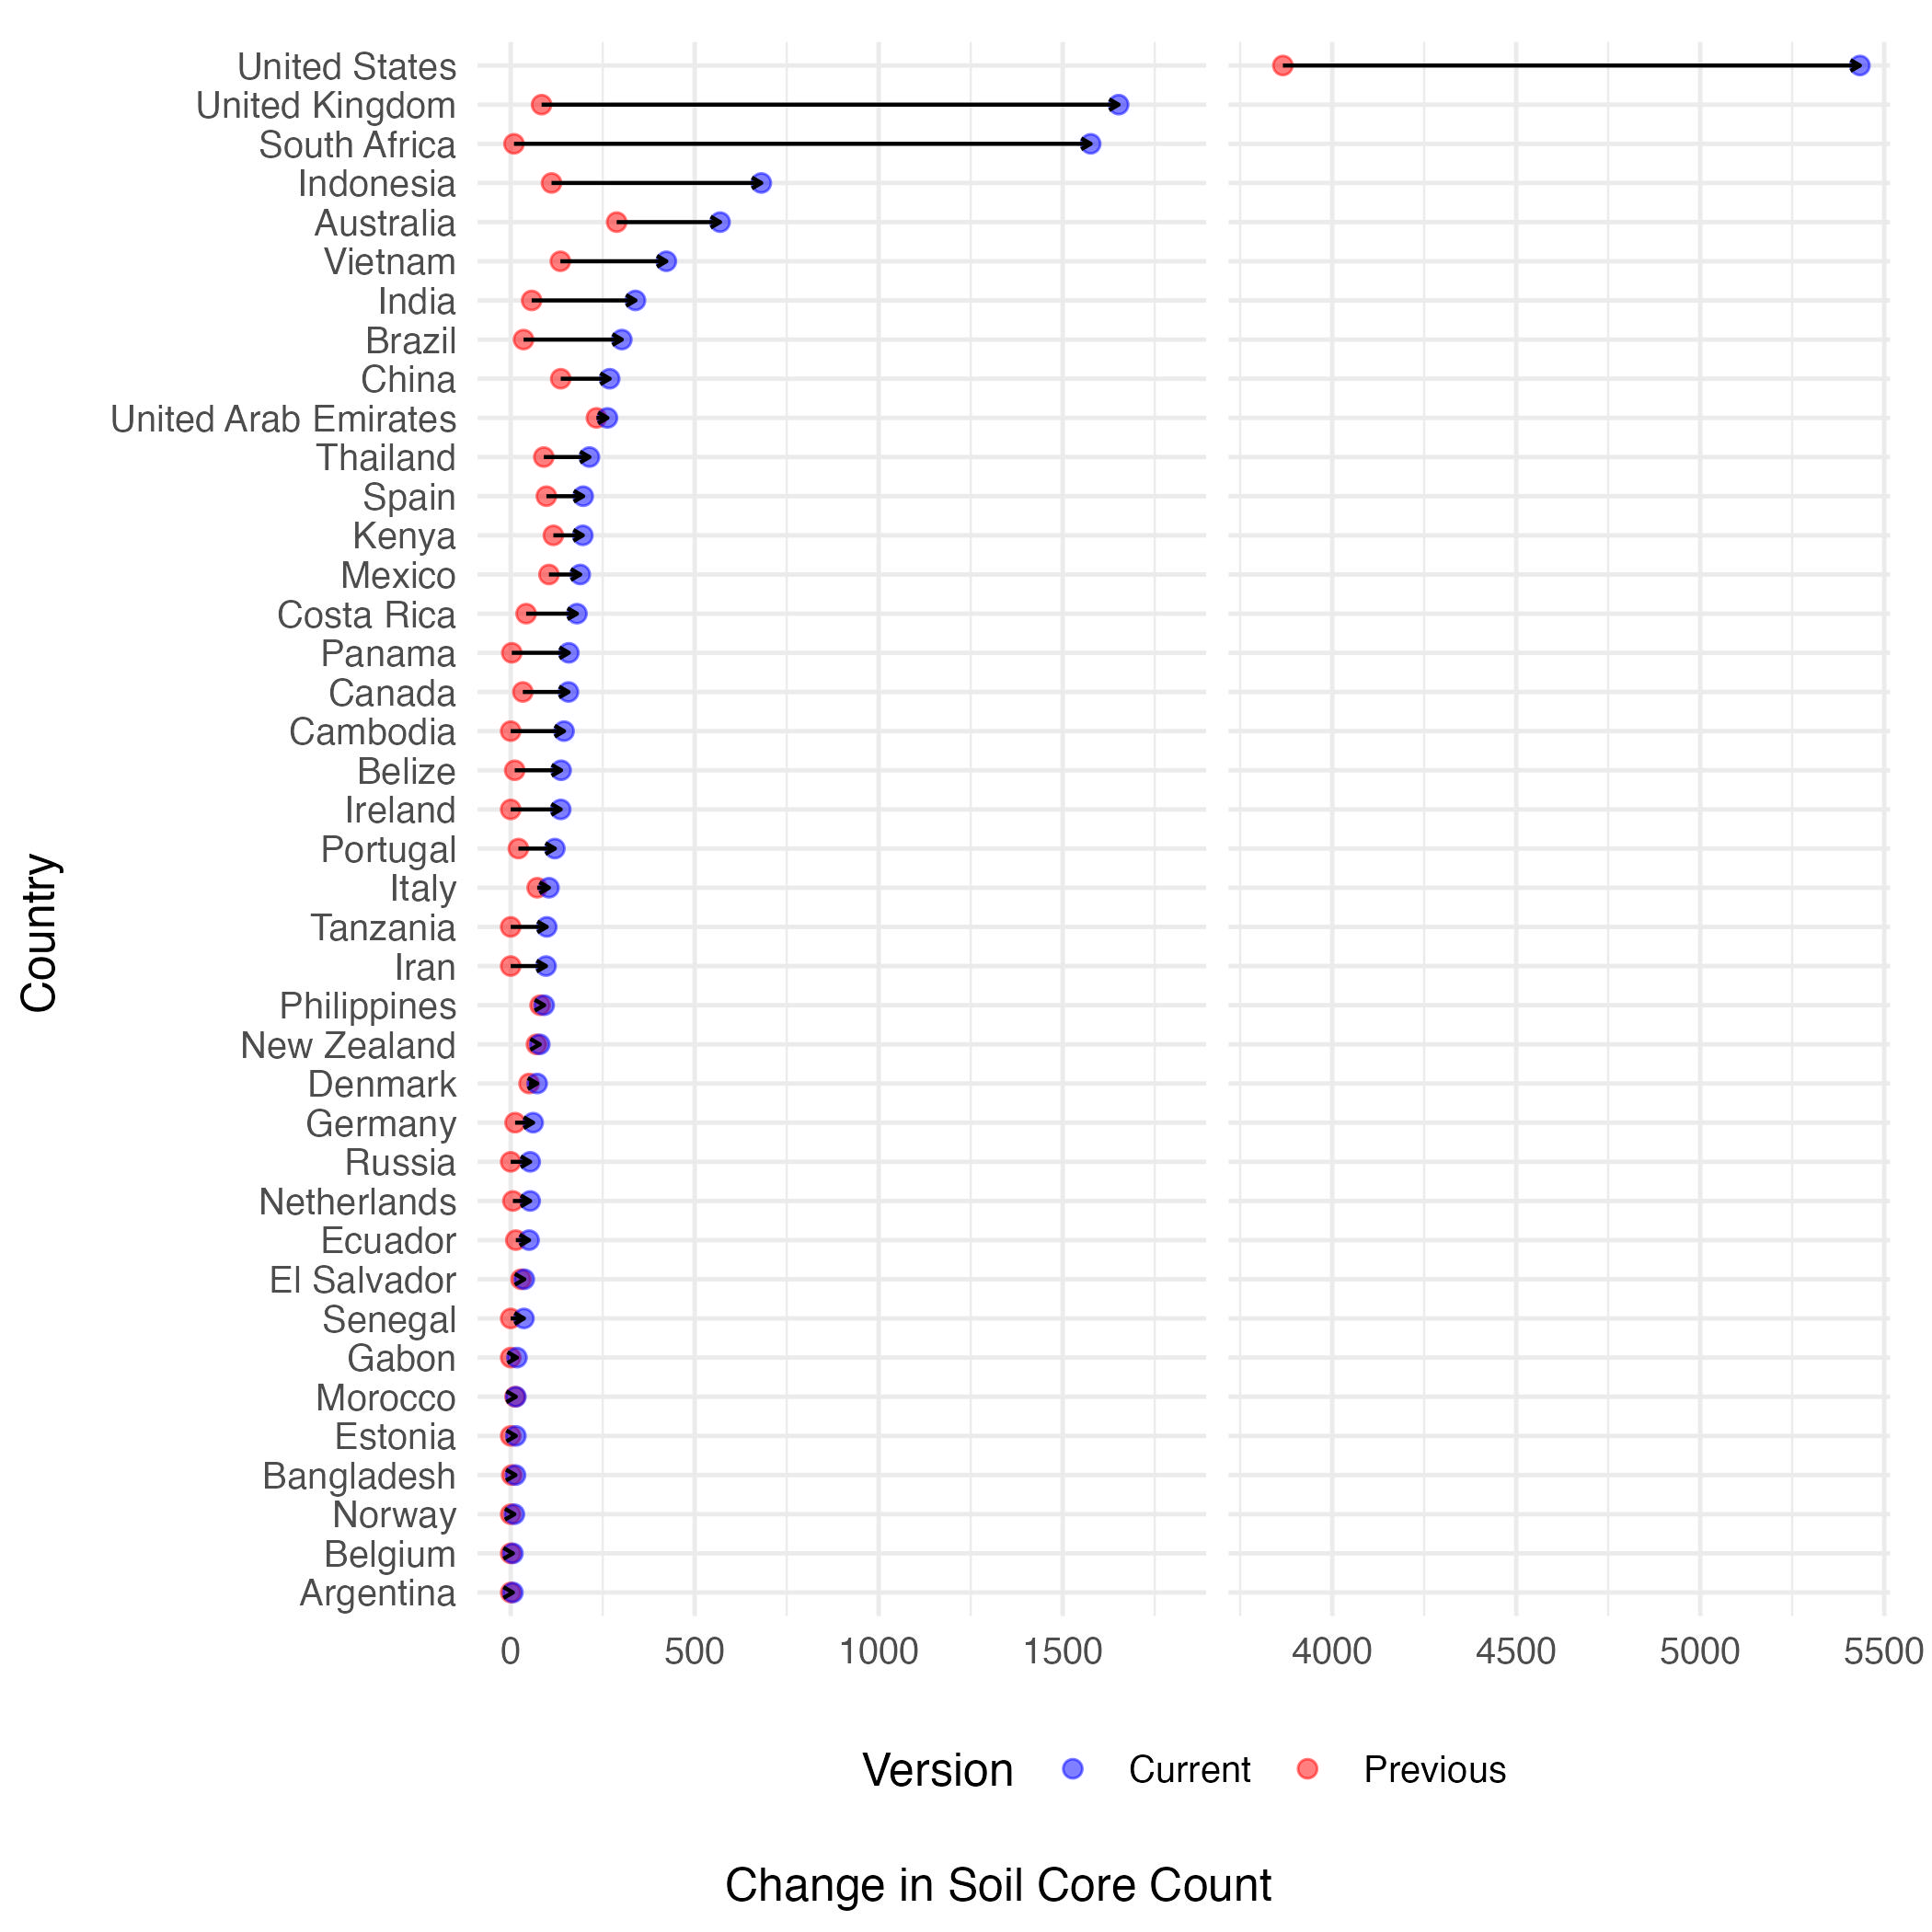 United States
United Kingdom
South Africa
Indonesia
Australia
Vietnam
India
Brazil
China
United Arab Emirates
Thailand
Spain
Kenya
Mexico
Costa Rica
Panama
Canada
Cambodia
Belize
Ireland
Portugal
Italy
Tanzania
Iran
Philippines
New Zealand
Denmark
Germany
Russia
Netherlands
Ecuador
El Salvador
Senegal
Gabon
Morocco
Estonia
Bangladesh
Norway
Belgium
Argentina
Country
0 500 1000 1500 4000 4500 5000 5500
Version Current Previous
Change in Soil Core Count